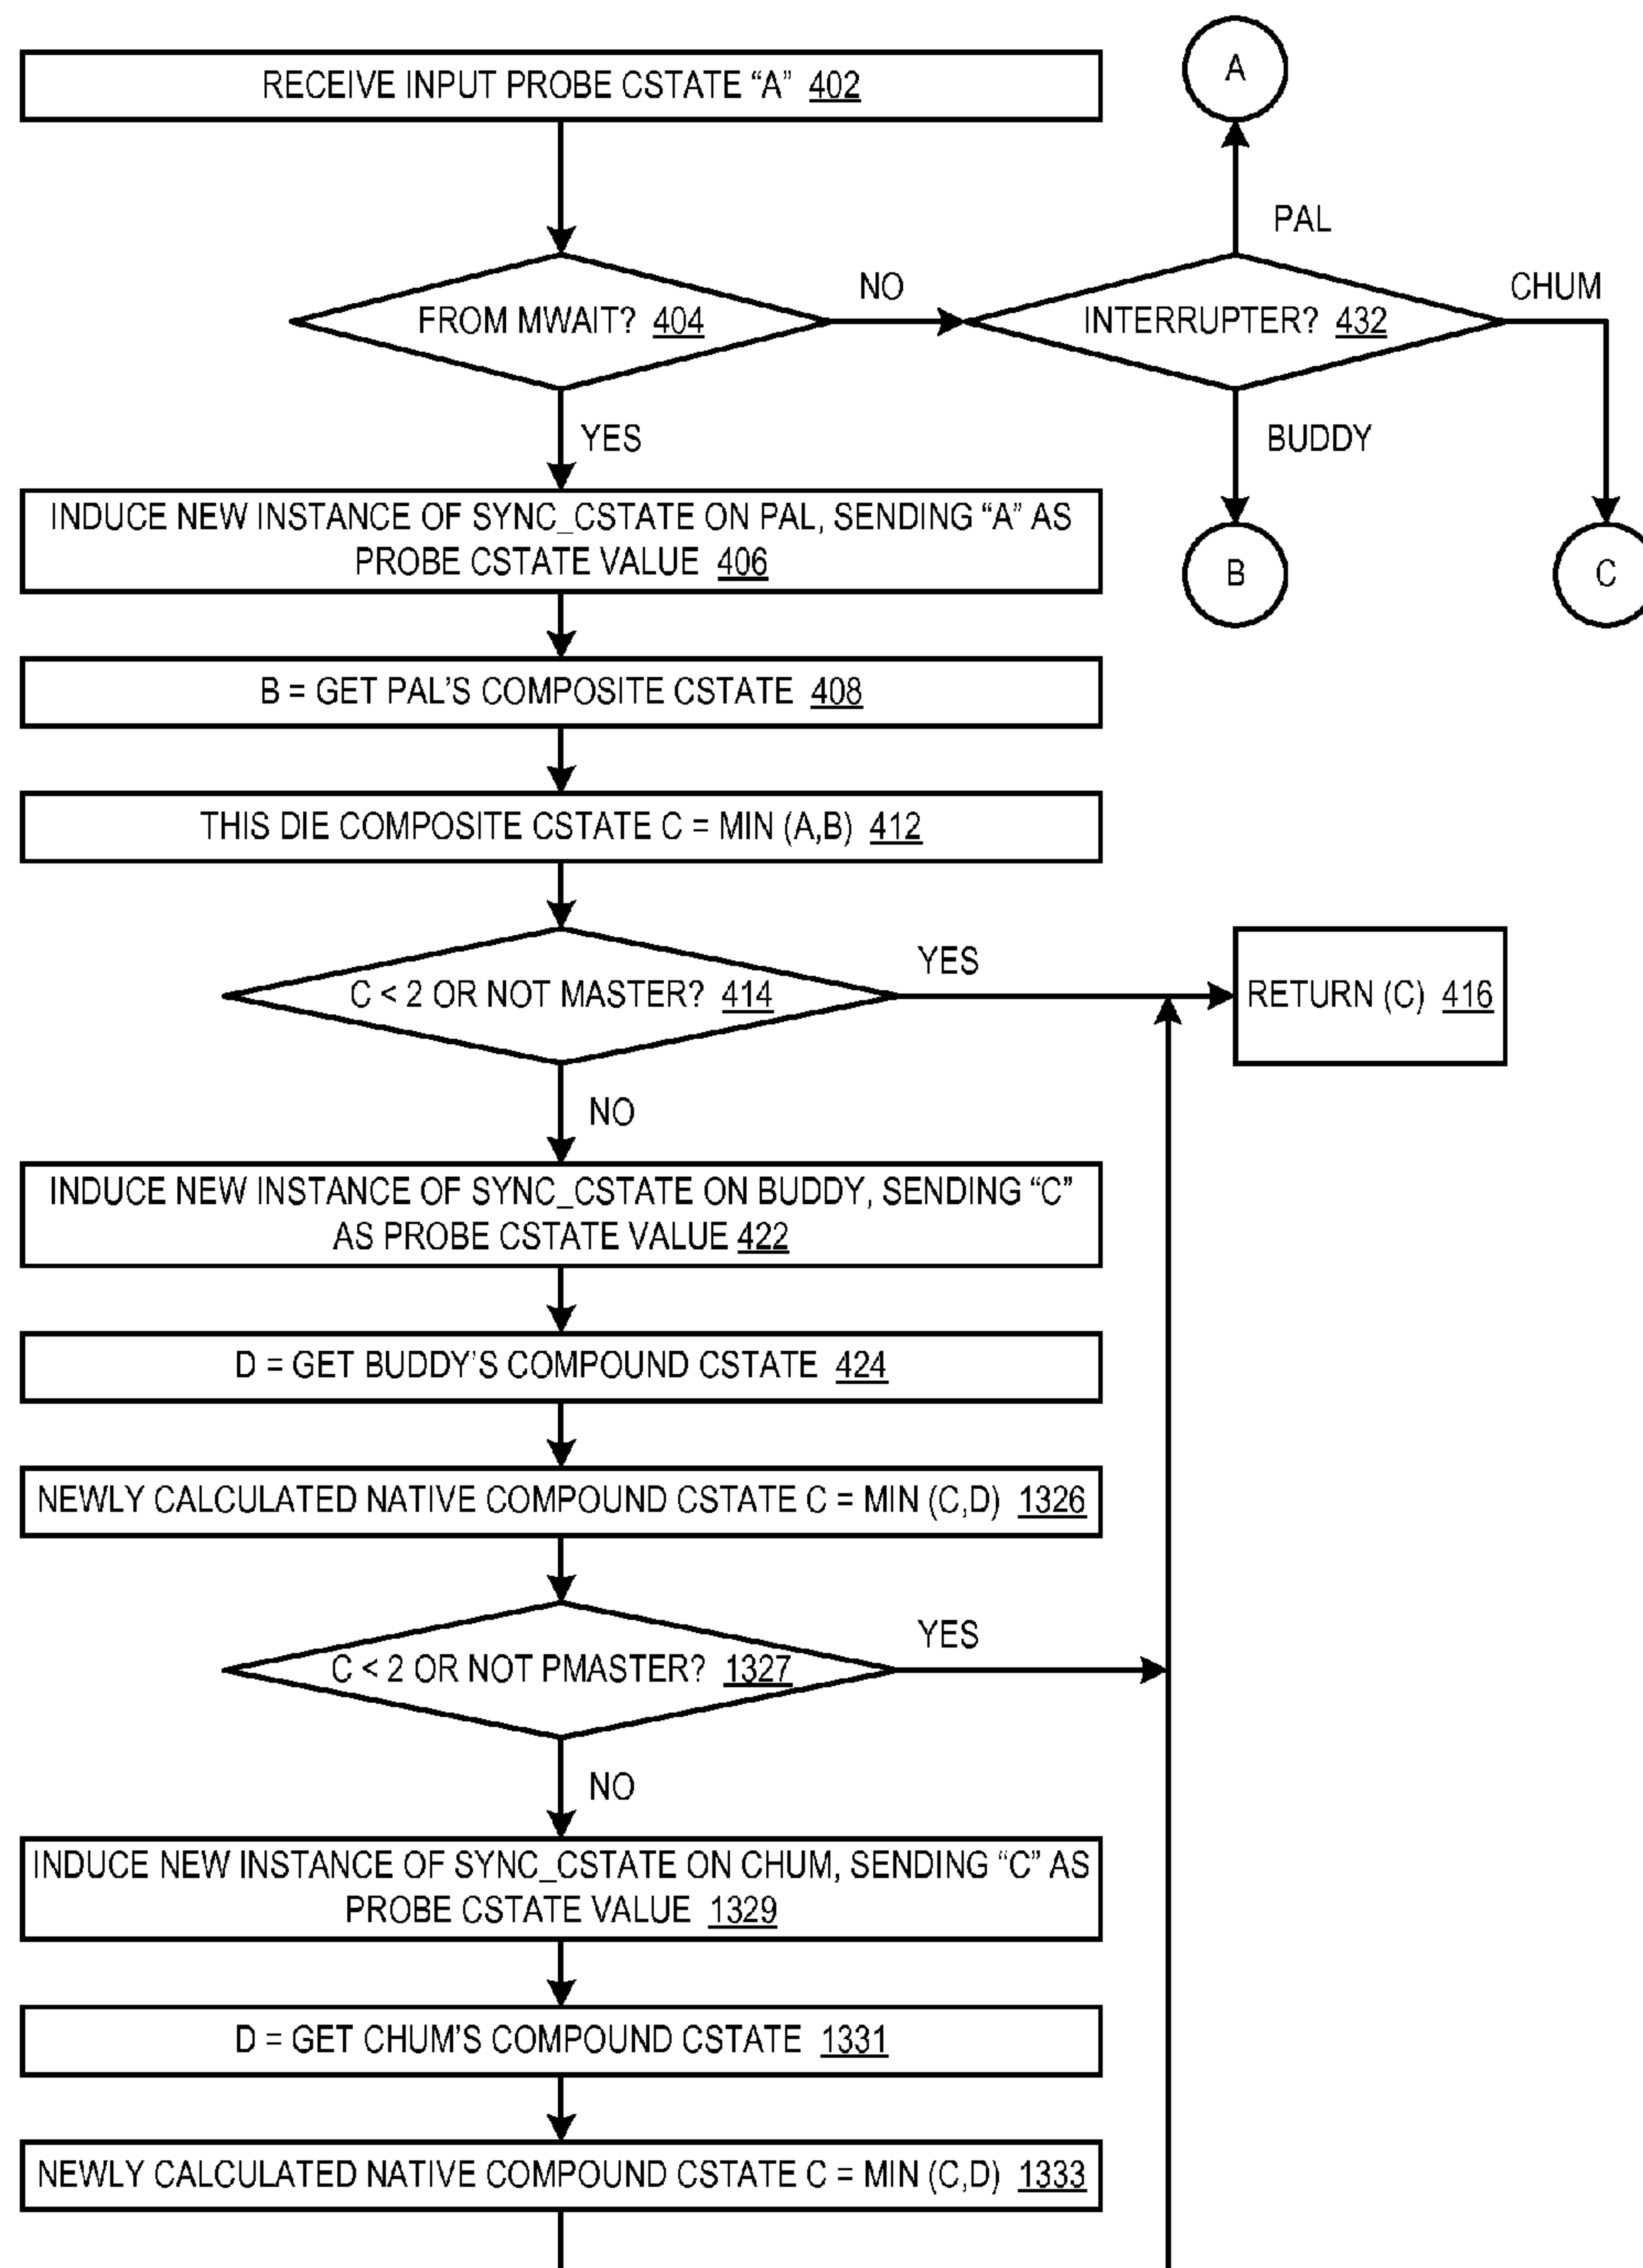 RECEIVE INPUT PROBE CSTATE “A” 402
A
PAL
FROM MWAIT? 404
NO
INTERRUPTER? 432
CHUM
YES
BUDDY
B
C
INDUCE NEW INSTANCE OF SYNC_CSTATE ON PAL, SENDING “A” AS
PROBE CSTATE VALUE 406
B = GET PAL’S COMPOSITE CSTATE 408
THIS DIE COMPOSITE CSTATE C = MIN (A,B) 412
C < 2 OR NOT MASTER? 414
YES
RETURN (C) 416
NO
INDUCE NEW INSTANCE OF SYNC_CSTATE ON BUDDY, SENDING “C”
AS PROBE CSTATE VALUE 422
D = GET BUDDY’S COMPOUND CSTATE 424
NEWLY CALCULATED NATIVE COMPOUND CSTATE C = MIN (C,D) 1326
C < 2 OR NOT PMASTER? 1327
YES
NO
INDUCE NEW INSTANCE OF SYNC_CSTATE ON CHUM, SENDING “C” AS
PROBE CSTATE VALUE 1329
D = GET CHUM’S COMPOUND CSTATE 1331
NEWLY CALCULATED NATIVE COMPOUND CSTATE C = MIN (C,D) 1333